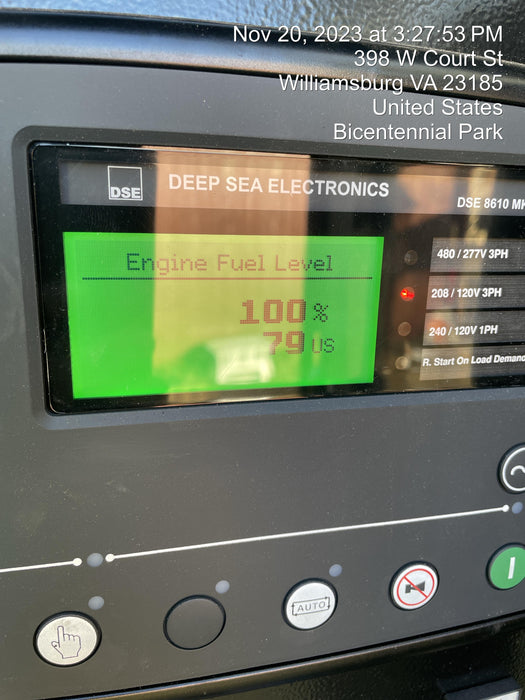 Nov 20, 2023 at 3:27:53 PM
398 W Court St
Williamsburg VA 23185
United States
Bicentennial Park
DSE
DEEP SEA ELECTRONICS
DSE 8610 MK
Engine Fuel Level
100%
79 US
480 / 277V 3PH
208 / 120V 3PH
240 / 120V 1PH
R. Start On Load Demand
AUTO